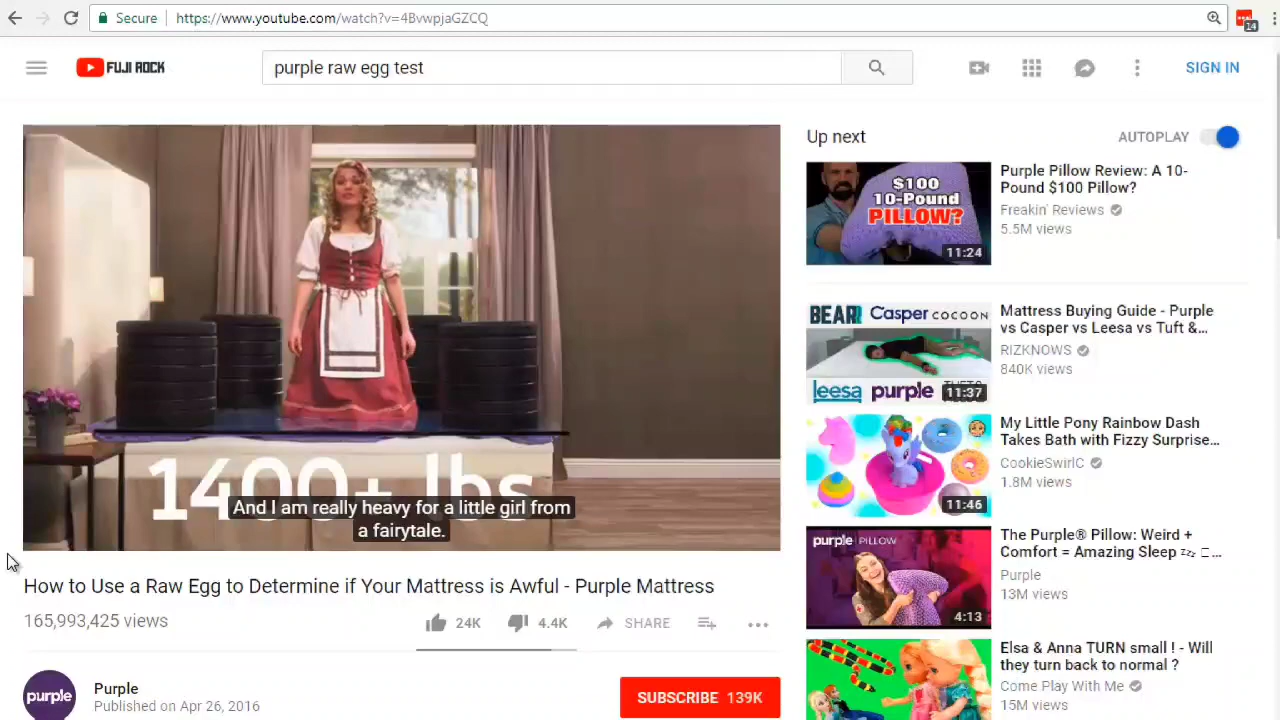 Secure
https://www.youtube.com/watch?v=4BvwpjaGZCQ
14
FUJI ROCK
purple raw egg test
SIGN IN
1400+ lbs
And I am really heavy for a little girl from
a fairytale.
How to Use a Raw Egg to Determine if Your Mattress is Awful - Purple Mattress
165,993,425 views
24K
4.4K
SHARE
purple
Purple
Published on Apr 26, 2016
SUBSCRIBE 139K
Up next
AUTOPLAY
$100
10-Pound
PILLOW?
11:24
Purple Pillow Review: A 10-
Pound $100 Pillow?
Freakin' Reviews
5.5M views
BEAR Casper COCOON
leesa purple
11:37
Mattress Buying Guide - Purple
vs Casper vs Leesa vs Tuft &...
RIZKNOWS
840K views
11:46
My Little Pony Rainbow Dash
Takes Bath with Fizzy Surprise...
CookieSwirlC
1.8M views
purple PILLOW
4:13
The Purple® Pillow: Weird +
Comfort = Amazing Sleep
Purple
13M views
Elsa & Anna TURN small ! - Will
they turn back to normal ?
Come Play With Me
15M views